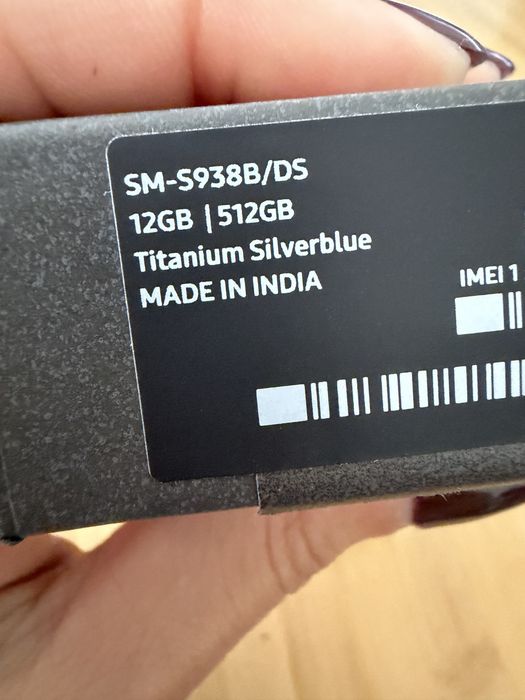 SM-S938B/DS
12GB | 512GB
Titanium Silverblue
MADE IN INDIA
IMEI 1